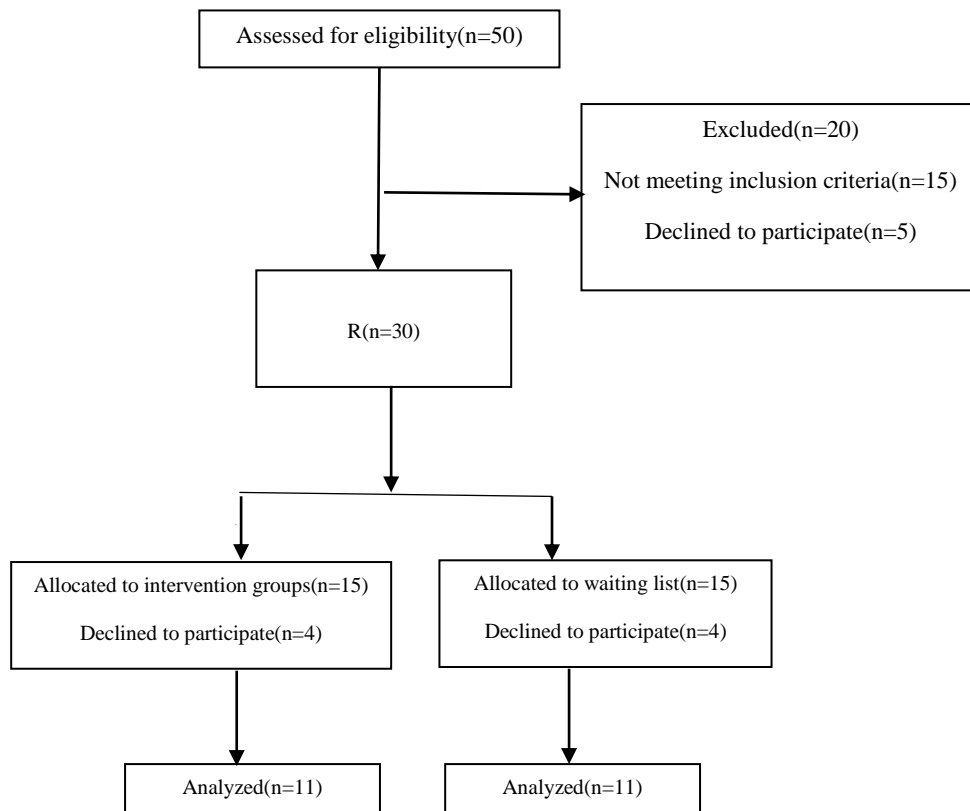 Assessed for eligibility(n=50)
Excluded(n=20)
Not meeting inclusion criteria(n=15)
Declined to participate(n=5)
R(n=30)
Allocated to intervention groups(n=15)
Declined to participate(n=4)
Allocated to waiting list(n=15)
Declined to participate(n=4)
Analyzed(n=11)
Analyzed(n=11)